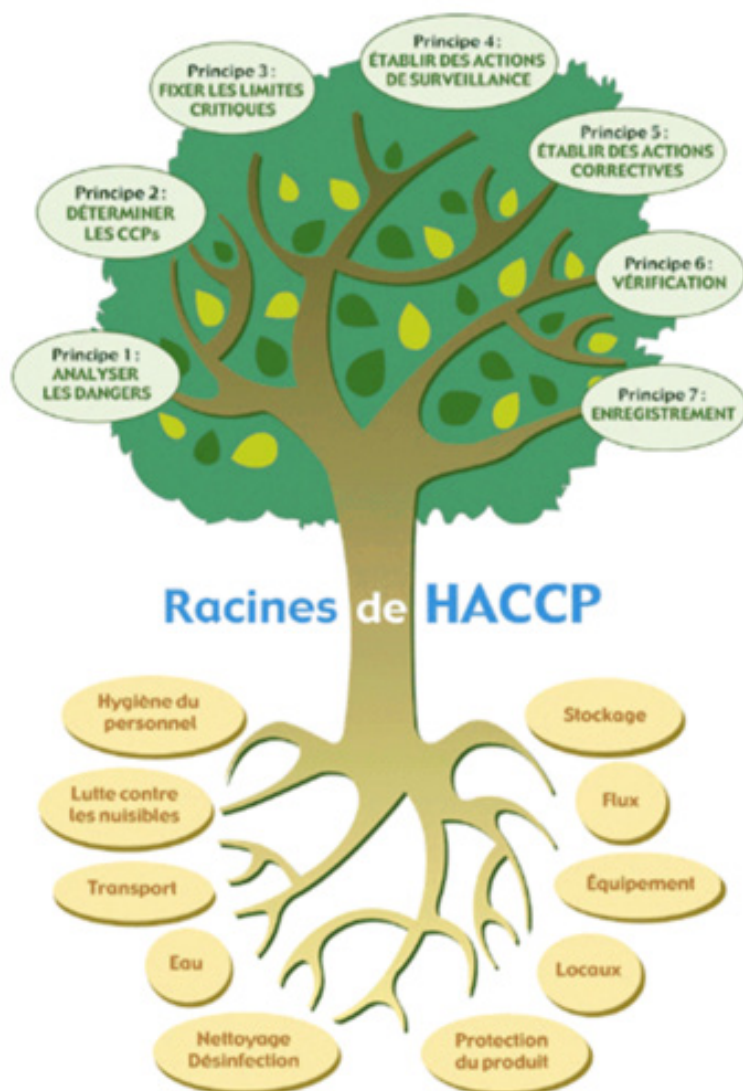 Principe 4 :
ÉTABLIR DES ACTIONS
DE SURVEILLANCE
Principe 3 :
FIXER LES LIMITES
CRITIQUES
Principe 5 :
ÉTABLIR DES ACTIONS
CORRECTIVES
Principe 2 :
DÉTERMINER
LES CCPs
Principe 6 :
VÉRIFICATION
Principe 1 :
ANALYSER
LES DANGERS
Principe 7 :
ENREGISTREMENT
Racines de HACCP
Hygiène du
personnel
Stockage
Lutte contre
les nuisibles
Flux
Transport
Équipement
Eau
Locaux
Nettoyage
Désinfection
Protection
du produit